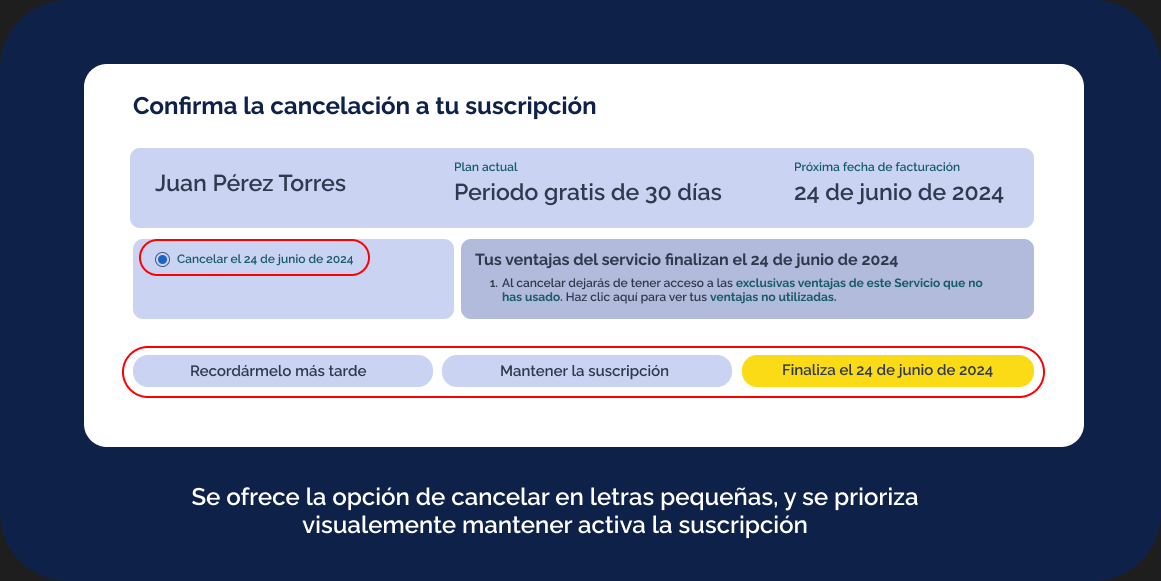 Confirma la cancelación a tu suscripción
Juan Pérez Torres
Plan actual
Periodo gratis de 30 días
Próxima fecha de facturación
24 de junio de 2024
Cancelar el 24 de junio de 2024
Tus ventajas del servicio finalizan el 24 de junio de 2024
1. Al cancelar dejarás de tener acceso a las exclusivas ventajas de este Servicio que no
has usado. Haz clic aquí para ver tus ventajas no utilizadas.
Recordármelo más tarde
Mantener la suscripción
Finaliza el 24 de junio de 2024
Se ofrece la opción de cancelar en letras pequeñas, y se prioriza
visualemente mantener activa la suscripción